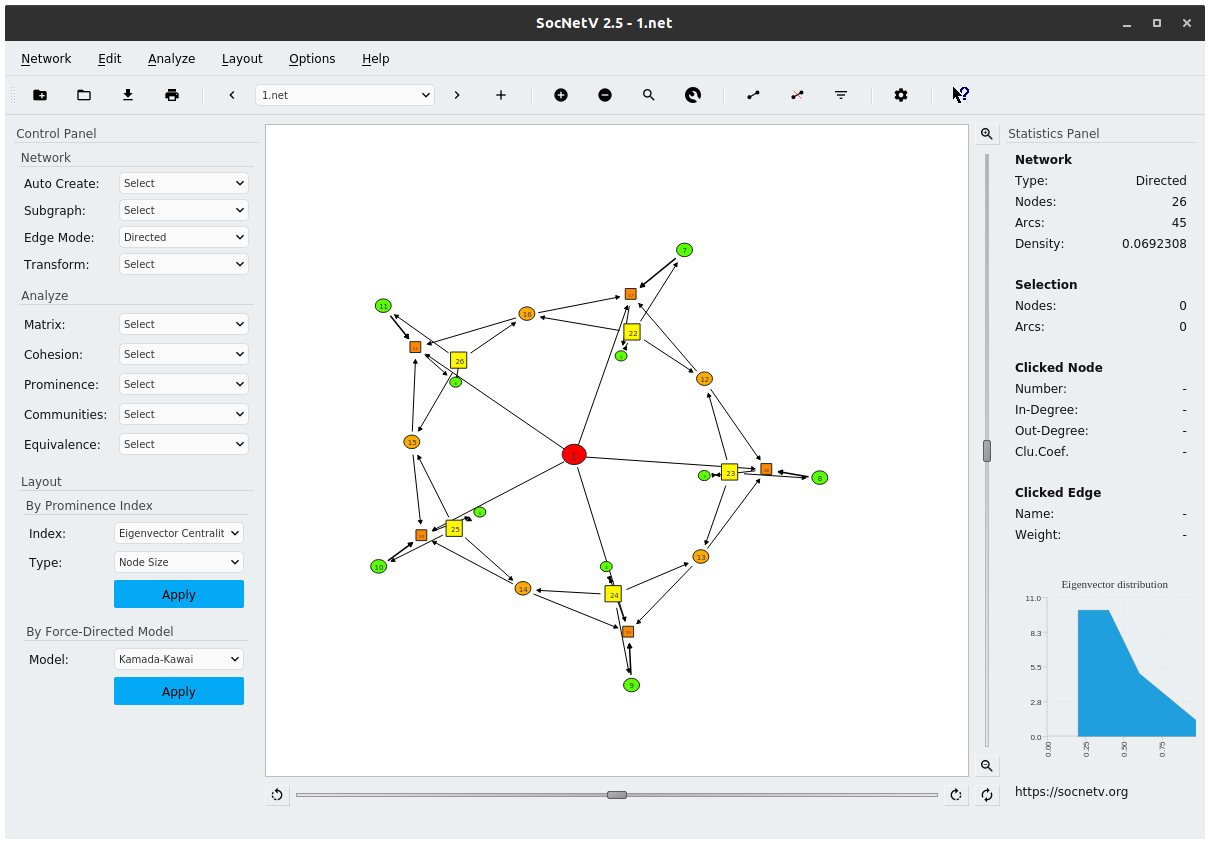 SocNetV 2.5 - 1.net
Network Edit Analyze Layout Options Help
1.net
Control Panel
Network
Auto Create: Select
Subgraph: Select
Edge Mode: Directed
Transform: Select
Analyze
Matrix: Select
Cohesion: Select
Prominence: Select
Communities: Select
Equivalence: Select
Layout
By Prominence Index
Index: Eigenvector Centralit
Type: Node Size
Apply
By Force-Directed Model
Model: Kamada-Kawai
Apply
7
11
16
22
26
12
15
23
8
25
10
13
14
24
9
Statistics Panel
Network
Type: Directed
Nodes: 26
Arcs: 45
Density: 0.0692308
Selection
Nodes: 0
Arcs: 0
Clicked Node
Number: -
In-Degree: -
Out-Degree: -
Clu.Coef. -
Clicked Edge
Name: -
Weight: -
Eigenvector distribution
11.0
8.3
5.5
2.8
0.0
0.00 0.25 0.50 0.75
https://socnetv.org